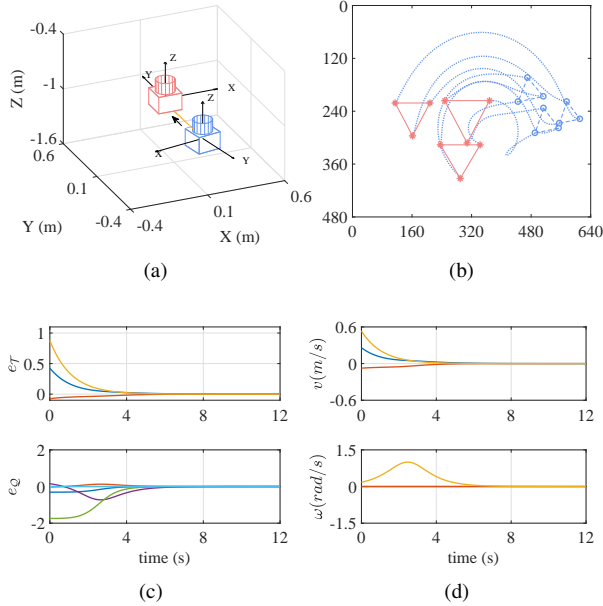 -0.4
-1
-1.6
Z (m)
0.6
0.1
-0.4
Y (m)
-0.4
0.1
0.6
X (m)
Z
Y
X
Z
X
Y
(a)
0
120
240
360
480
0
160
320
480
640
(b)
1
0.5
0
e_𝒯
0
4
8
12
2
0
-2
e_𝒬
0
4
8
12
time (s)
(c)
0.6
0
-0.6
v(m/s)
0
4
8
12
1.5
0
-1.5
ω(rad/s)
0
4
8
12
time (s)
(d)